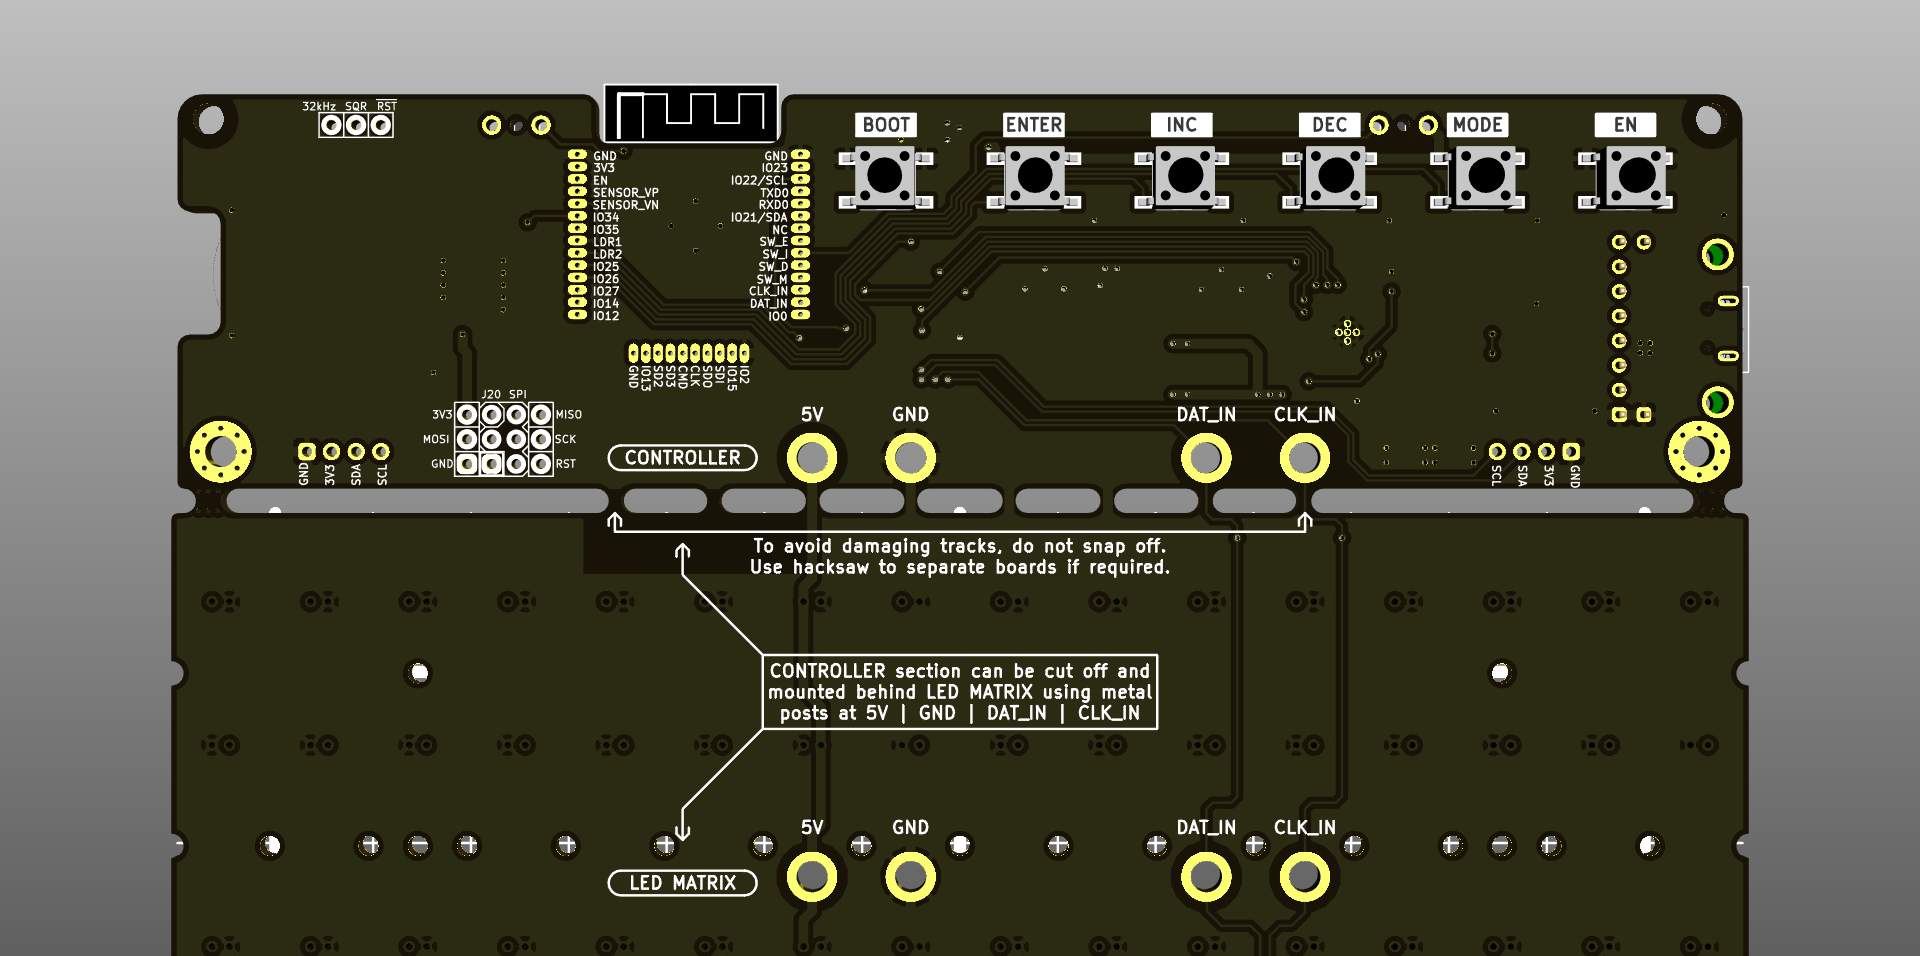 32kHz SQR RST
BOOT
ENTER
INC
DEC
MODE
EN
GND
3V3
EN
SENSOR_VP
SENSOR_VN
IO34
IO35
LDR1
LDR2
IO25
IO26
IO27
IO14
IO12
GND
IO23
IO22/SCL
TXD0
RXD0
IO21/SDA
NC
SW_E
SW_I
SW_D
SW_M
CLK_IN
DAT_IN
IO0
GND
IO13
SD2
SD3
CMD
CLK
SD0
SDI
IO15
IO2
J20 SPI
3V3
MISO
MOSI
SCK
GND
RST
5V
GND
DAT_IN
CLK_IN
CONTROLLER
GND
3V3
SDA
SCL
SCL
SDA
3V3
GND
To avoid damaging tracks, do not snap off.
Use hacksaw to separate boards if required.
CONTROLLER section can be cut off and
mounted behind LED MATRIX using metal
posts at 5V | GND | DAT_IN | CLK_IN
5V
GND
DAT_IN
CLK_IN
LED MATRIX